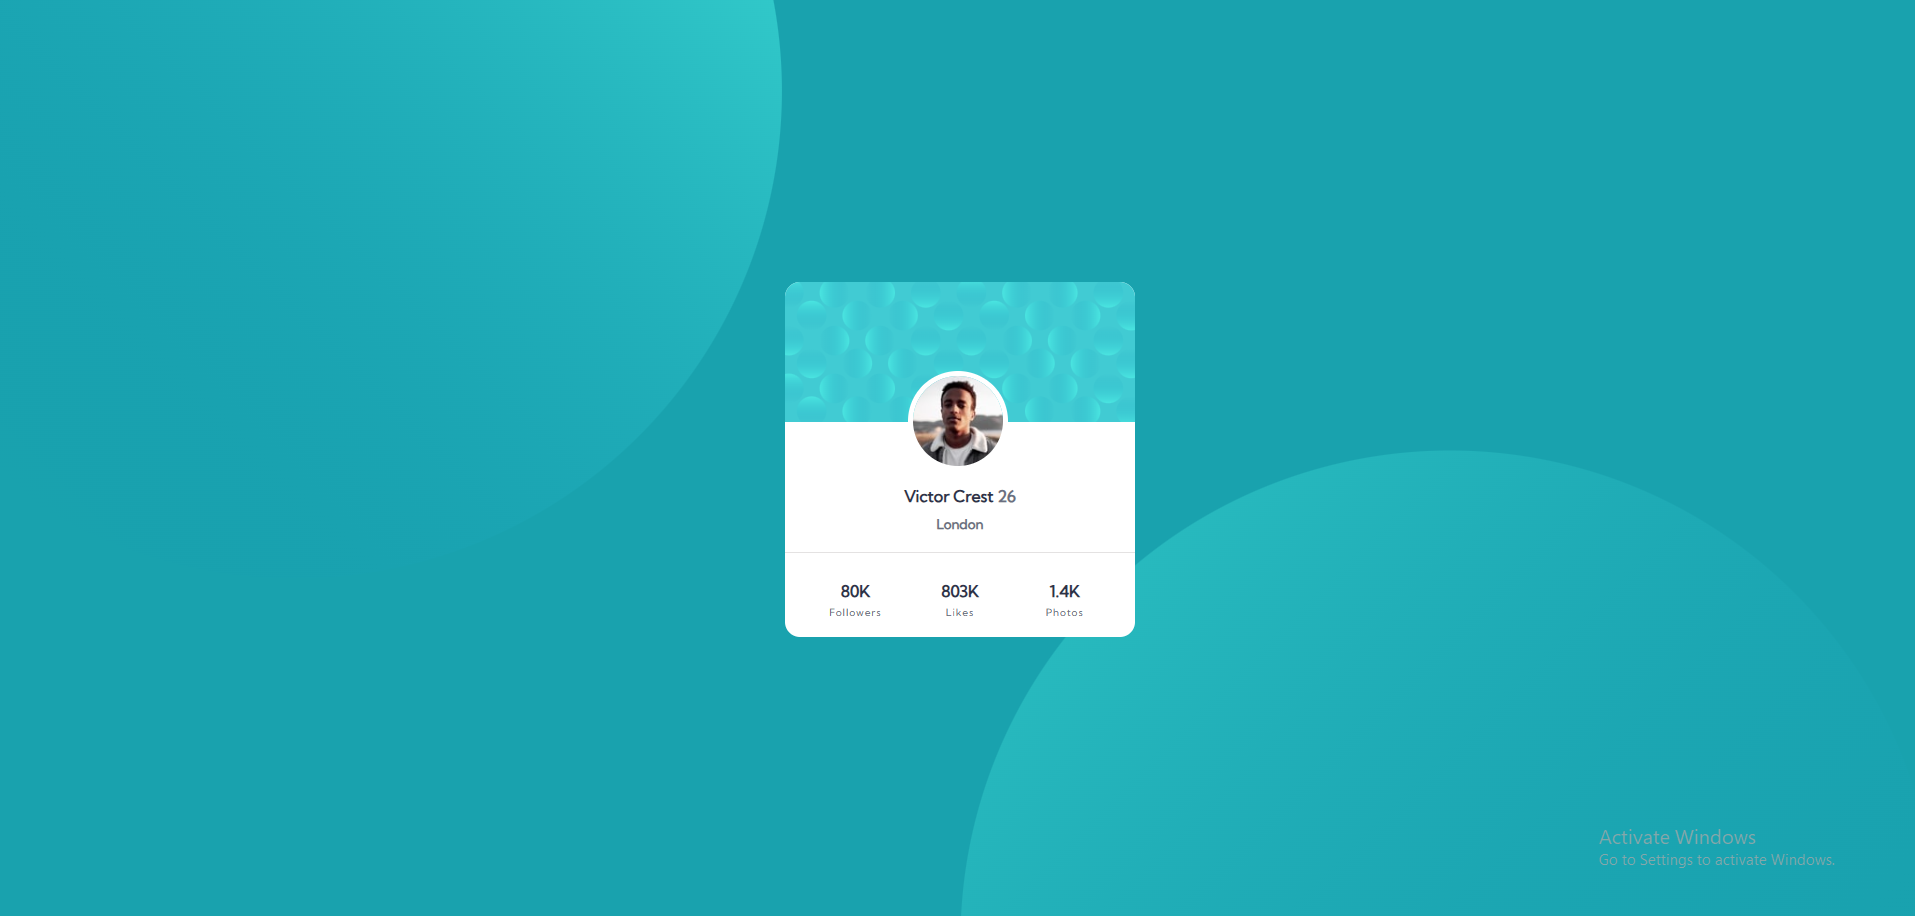 Victor Crest 26
London
80K 803K 1.4K
Followers Likes Photos
Activate Windows
Go to Settings to activate Windows.